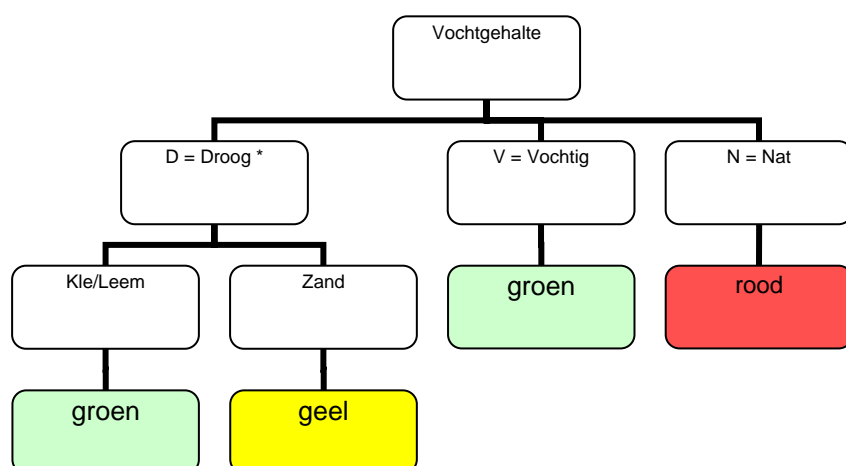 Vochtgehalte
D = Droog *
V = Vochtig
N = Nat
Kle/Leem
Zand
groen
rood
groen
geel